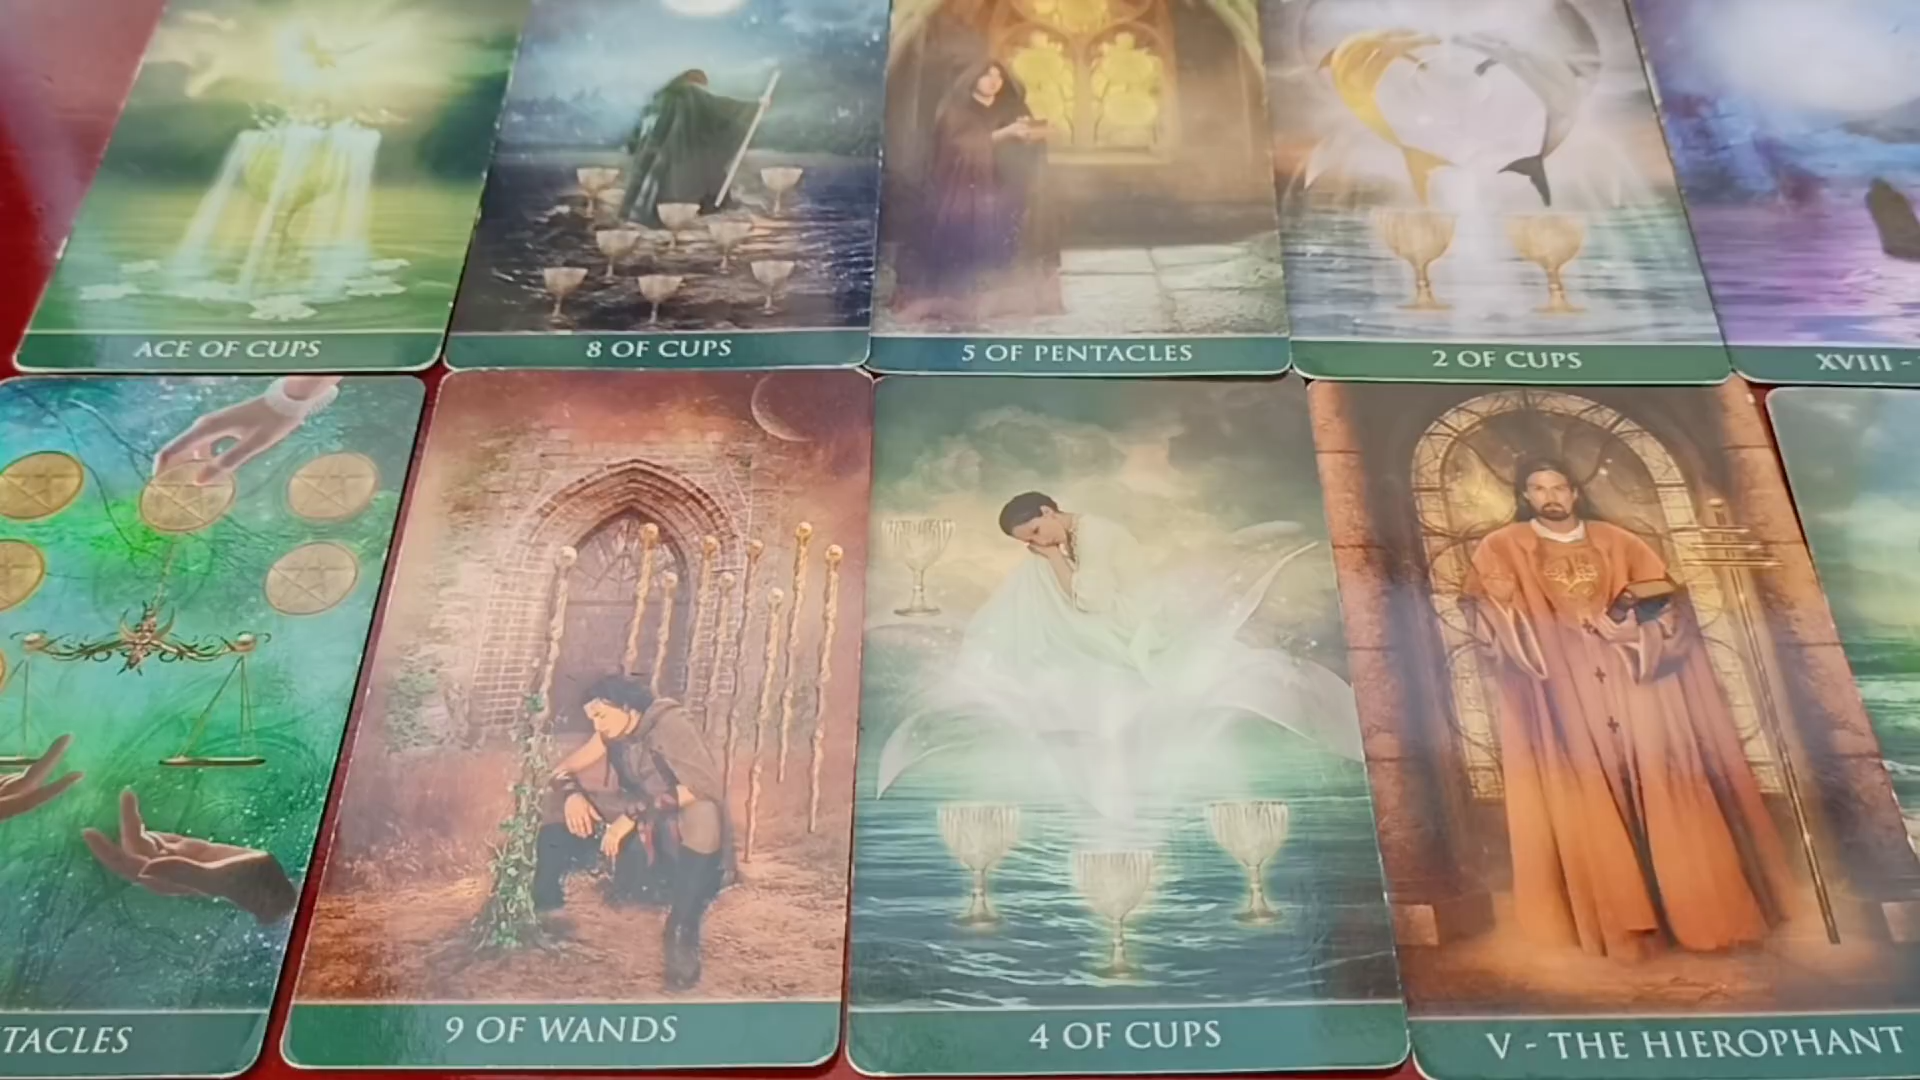 ACE OF CUPS
8 OF CUPS
5 OF PENTACLES
2 OF CUPS
XVIII -
TACLES
9 OF WANDS
4 OF CUPS
V - THE HIEROPHANT